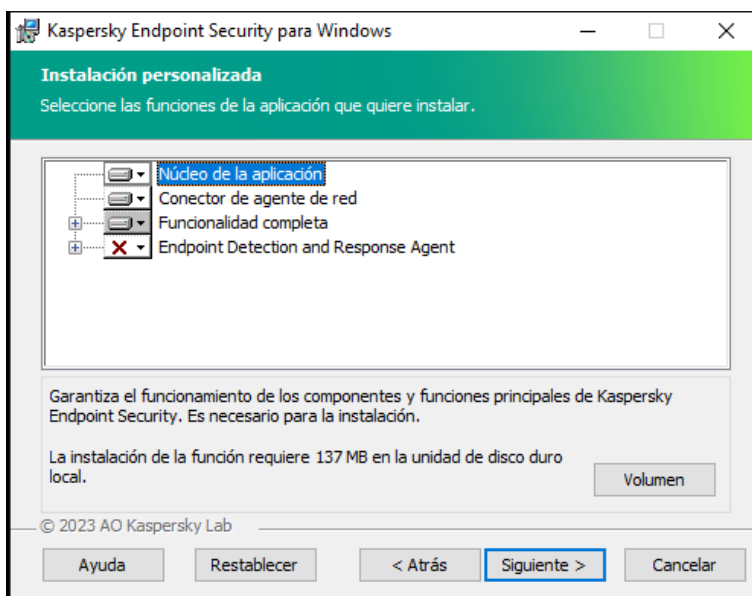 Kaspersky Endpoint Security para Windows
Instalación personalizada
Seleccione las funciones de la aplicación que quiere instalar.
Núcleo de la aplicación
Conector de agente de red
Funcionalidad completa
Endpoint Detection and Response Agent
Garantiza el funcionamiento de los componentes y funciones principales de Kaspersky
Endpoint Security. Es necesario para la instalación.
La instalación de la función requiere 137 MB en la unidad de disco duro
local.
Volumen
© 2023 AO Kaspersky Lab
Ayuda
Restablecer
< Atrás
Siguiente >
Cancelar